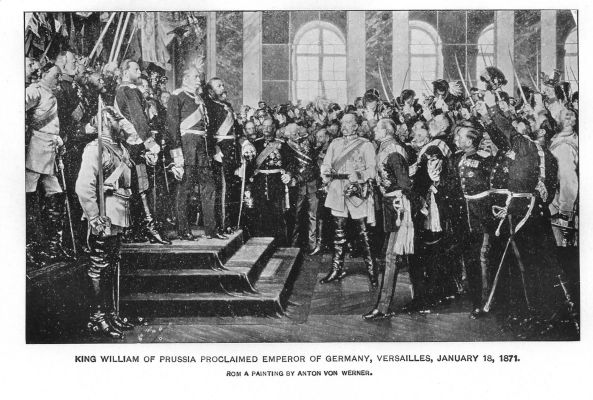 KING WILLIAM OF PRUSSIA PROCLAIMED EMPEROR OF GERMANY, VERSAILLES, JANUARY 18, 1871.
ROM A PAINTING BY ANTON VON WERNER.